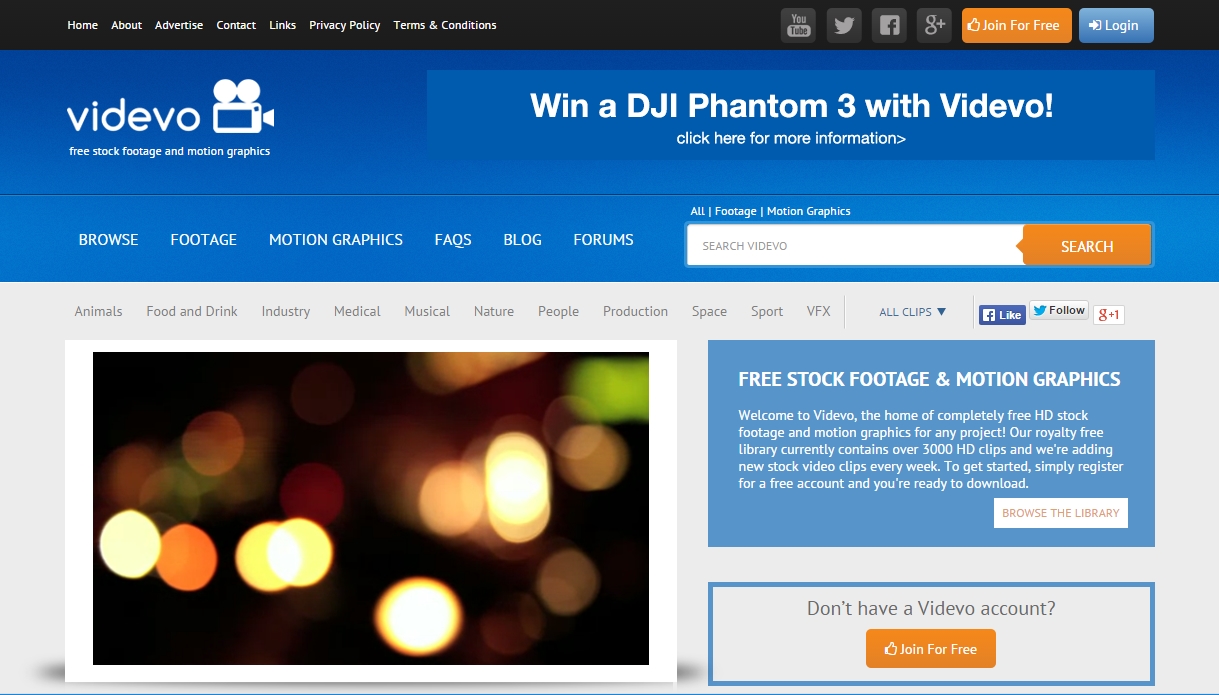 Home About Advertise Contact Links Privacy Policy Terms & Conditions
You Tube g+ Join For Free Login
videvo
free stock footage and motion graphics
Win a DJI Phantom 3 with Videvo!
click here for more information>
All | Footage | Motion Graphics
BROWSE FOOTAGE MOTION GRAPHICS FAQS BLOG FORUMS
SEARCH VIDEVO SEARCH
Animals Food and Drink Industry Medical Musical Nature People Production Space Sport VFX ALL CLIPS ▼ Like Follow g+1
FREE STOCK FOOTAGE & MOTION GRAPHICS
Welcome to Videvo, the home of completely free HD stock
footage and motion graphics for any project! Our royalty free
library currently contains over 3000 HD clips and we're adding
new stock video clips every week. To get started, simply register
for a free account and you're ready to download.
BROWSE THE LIBRARY
Don't have a Videvo account?
Join For Free